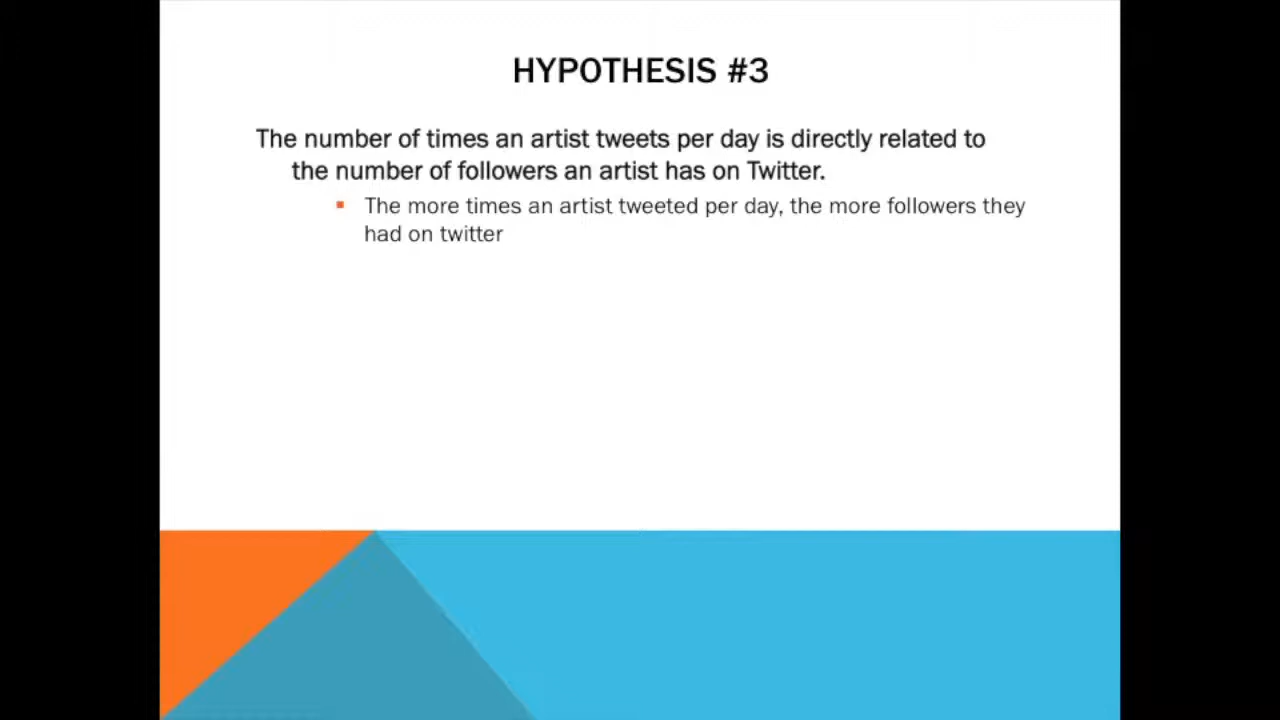 HYPOTHESIS #3
The number of times an artist tweets per day is directly related to
the number of followers an artist has on Twitter.
▪ The more times an artist tweeted per day, the more followers they
had on twitter